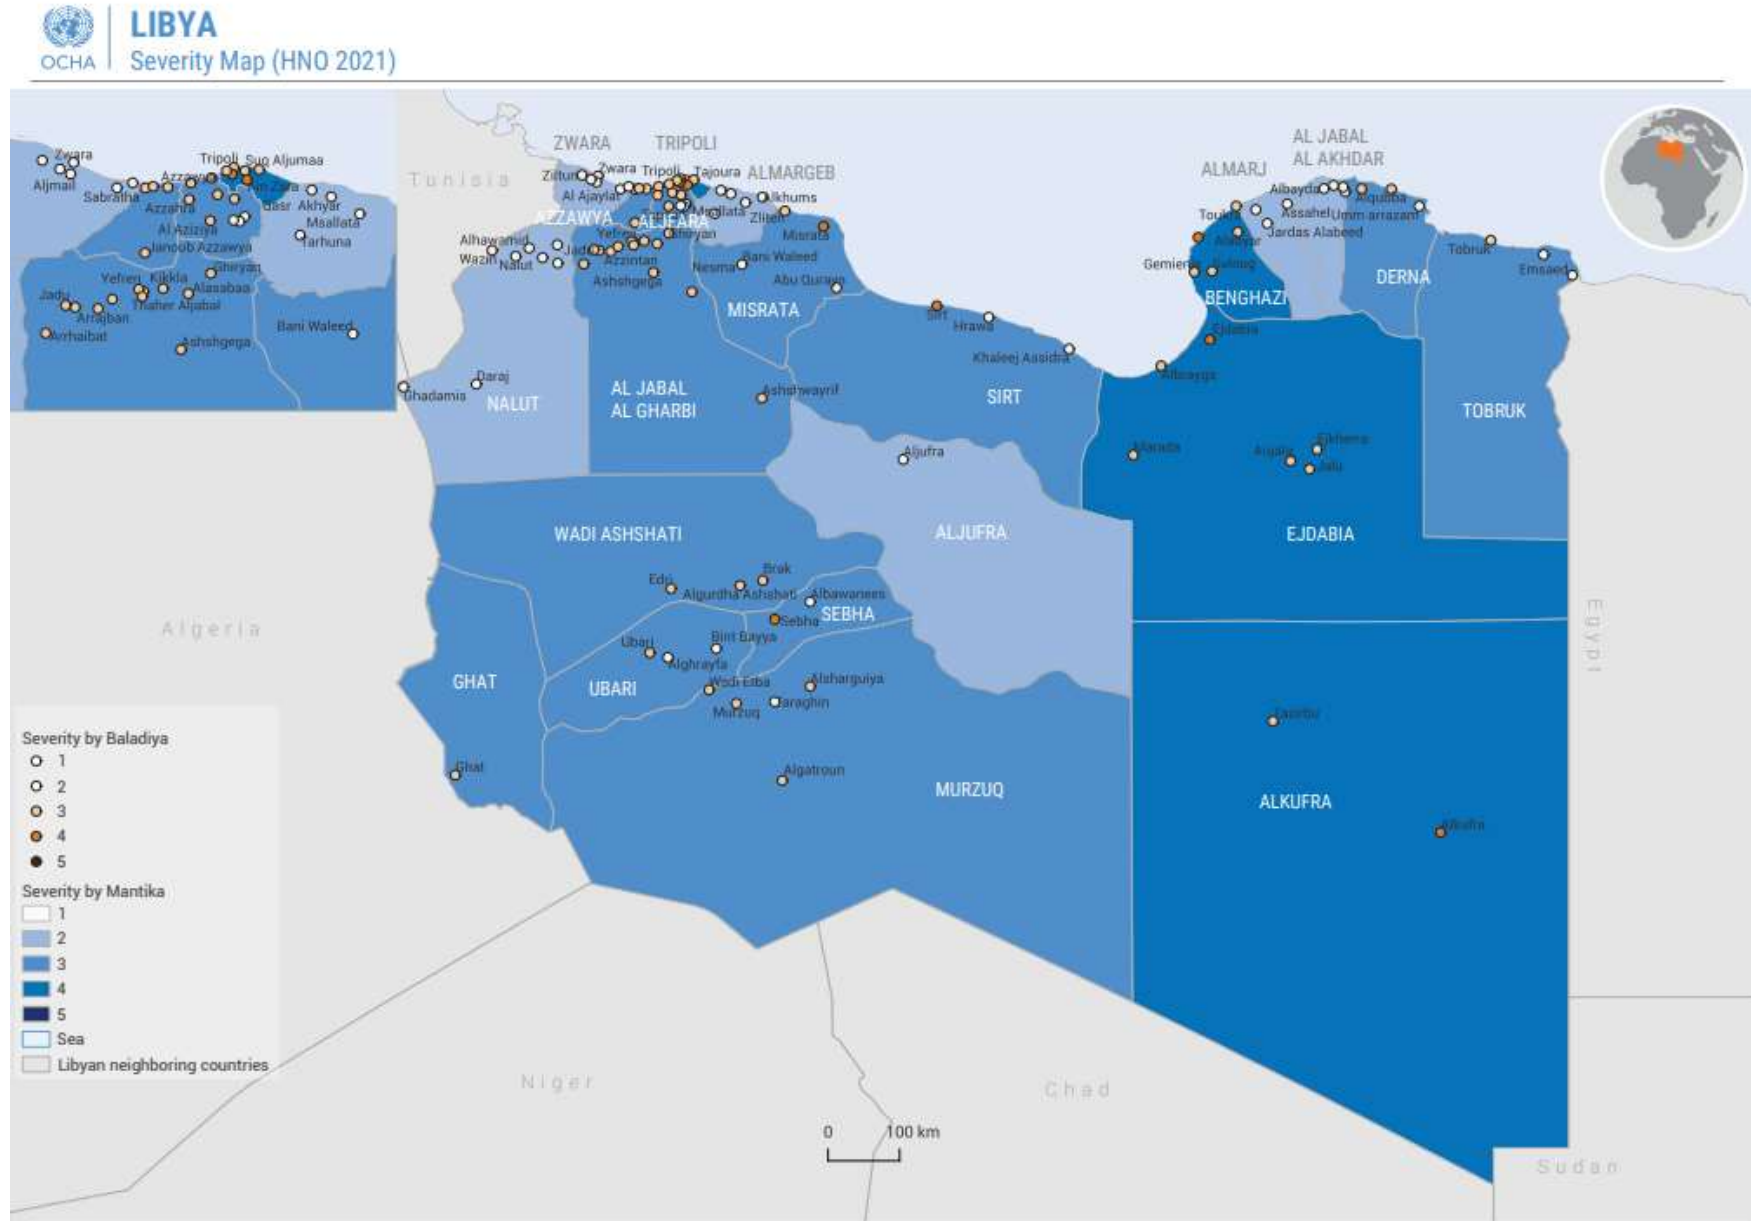 OCHA
LIBYA
Severity Map (HNO 2021)
Zwara
Aljmail
Sabratha
Azzahra
Tripoli
Suq Aljumaa
Qasr Akhyar
Msallata
Tarhuna
Al Aziziya
Janoub Azzawya
Ghiryan
Yefren
Kikkla
Alasabaa
Jadu
Arrajban
Thaher Aljabal
Arrhaibat
Ashshgega
Bani Waleed
Tunisia
ZWARA
TRIPOLI
ALMARGEB
ALMARJ
AL JABAL
AL AKHDAR
Zwara
Tripoli
Tajoura
Ziltun
Al Ajaylat
Alkhums
Msallata
Zliten
AZZAWYA
ALJFARA
Misrata
Alhawamid
Wazin
Nalut
Jadu
Yefren
Azzintan
Ghiryan
Ashshgega
Nesma
Bani Waleed
Abu Qurayn
MISRATA
Sirt
Hrawa
Khaleej Assidra
Albayda
Alqubba
Toukra
Assahel
Umm arrazam
Alabyar
Jardas Alabeed
Gemienis
Suloug
BENGHAZI
DERNA
Tobruk
Emsaed
Ejdabia
Albrayga
Ghadamis
Daraj
NALUT
AL JABAL
AL GHARBI
Ashshwayrif
SIRT
TOBRUK
Aljufra
Marada
Aujala
Ejkherra
Jalu
WADI ASHSHATI
ALJUFRA
EJDABIA
Edri
Brak
Algurdha Ashshati
Albawanees
SEBHA
Sebha
Ubari
Bint Bayya
Alghrayfa
GHAT
UBARI
Wadi Etba
Alsharguiya
Murzuq
Taraghin
Algeria
Egypt
Tazirbu
Ghat
Algatroun
MURZUQ
ALKUFRA
Alkufra
Severity by Baladiya
1
2
3
4
5
Severity by Mantika
1
2
3
4
5
Sea
Libyan neighboring countries
Niger
Chad
Sudan
0 100 km